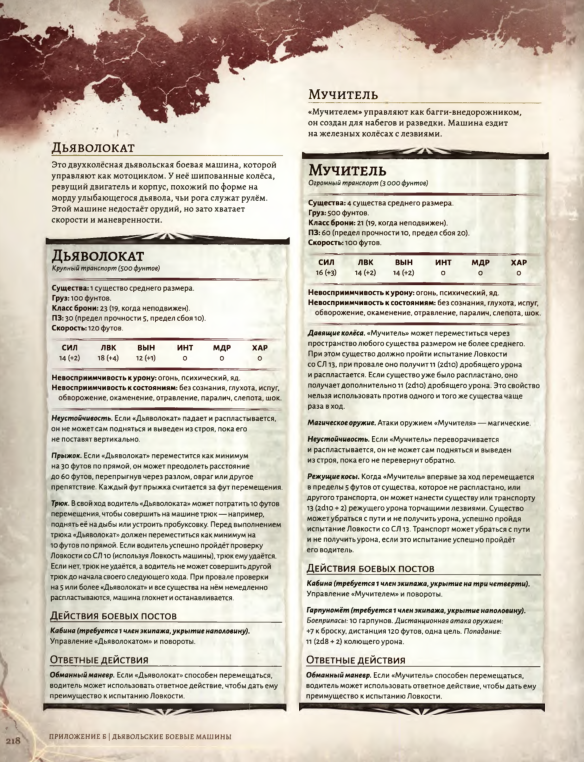 Дьяволокат
Это двухколёсная дьявольская боевая машина, которой
управляют как мотоциклом. У неё шипованные колёса,
ревущий двигатель и корпус, похожий по форме на
морду улыбающегося дьявола, чьи рога служат рулём.
Этой машине недостаёт орудий, но зато хватает
скорости и маневренности.
Дьяволокат
Крупный транспорт (500 фунтов)
Существа: 1 существо среднего размера.
Груз: 100 фунтов.
Класс брони: 23 (19, когда неподвижен).
ПЗ: 30 (предел прочности 5, предел сбоя 10).
Скорость: 120 футов.
СИЛ ЛВК ВЫН ИНТ МДР ХАР
14 (+2) 18 (+4) 12 (+1) 0 0 0
Невосприимчивость к урону: огонь, психический, яд.
Невосприимчивость к состояниям: без сознания, глухота, испуг,
обворожение, окаменение, отравление, паралич, слепота, шок.
Неустойчивость. Если «Дьяволокат» падает и распластывается,
он не может сам подняться и выведен из строя, пока его
не поставят вертикально.
Прыжок. Если «Дьяволокат» переместится как минимум
на 30 футов по прямой, он может преодолеть расстояние
до 60 футов, перепрыгнув через разлом, овраг или другое
препятствие. Каждый фут прыжка считается за фут перемещения.
Трюк. В свой ход водитель «Дьяволоката» может потратить 10 футов
перемещения, чтобы совершить на машине трюк — например,
поднять её на дыбы или устроить пробуксовку. Перед выполнением
трюка «Дьяволокат» должен переместиться как минимум на
10 футов по прямой. Если водитель успешно пройдёт проверку
Ловкости со СЛ 10 (используя Ловкость машины), трюк ему удаётся.
Если нет, трюк не удаётся, а водитель не может совершить другой
трюк до начала своего следующего хода. При провале проверки
на 5 или более «Дьяволокат» и все существа на нём немедленно
распластываются, машина глохнет и останавливается.
Действия боевых постов
Кабина (требуется 1 член экипажа, укрытие наполовину).
Управление «Дьяволокатом» и повороты.
Ответные действия
Обманный маневр. Если «Дьяволокат» способен перемещаться,
водитель может использовать ответное действие, чтобы дать ему
преимущество к испытанию Ловкости.
Мучитель
«Мучителем» управляют как багги-внедорожником,
он создан для набегов и разведки. Машина ездит
на железных колёсах с лезвиями.
Мучитель
Огромный транспорт (3 000 фунтов)
Существа: 4 существа среднего размера.
Груз: 500 фунтов.
Класс брони: 21 (19, когда неподвижен).
ПЗ: 60 (предел прочности 10, предел сбоя 20).
Скорость: 100 футов.
СИЛ ЛВК ВЫН ИНТ МДР ХАР
16 (+3) 14 (+2) 14 (+2) 0 0 0
Невосприимчивость к урону: огонь, психический, яд.
Невосприимчивость к состояниям: без сознания, глухота, испуг,
обворожение, окаменение, отравление, паралич, слепота, шок.
Давящие колёса. «Мучитель» может переместиться через
пространство любого существа размером не более среднего.
При этом существо должно пройти испытание Ловкости
со СЛ 13, при провале оно получит 11 (2d10) дробящего урона
и распластается. Если существо уже было распластано, оно
получает дополнительно 11 (2d10) дробящего урона. Это свойство
нельзя использовать против одного и того же существа чаще
раза в ход.
Магическое оружие. Атаки оружием «Мучителя» — магические.
Неустойчивость. Если «Мучитель» переворачивается
и распластывается, он не может сам подняться и выведен
из строя, пока его не перевернут обратно.
Режущие косы. Когда «Мучитель» впервые за ход перемещается
в пределы 5 футов от существа, которое не распластано, или
другого транспорта, он может нанести существу или транспорту
13 (2d10 + 2) режущего урона торчащими лезвиями. Существо
может убраться с пути и не получить урона, успешно пройдя
испытание Ловкости со СЛ 13. Транспорт может убраться с пути
и не получить урона, если это испытание успешно пройдёт
его водитель.
Действия боевых постов
Кабина (требуется 1 член экипажа, укрытие на три четверти).
Управление «Мучителем» и повороты.
Гарпуномёт (требуется 1 член экипажа, укрытие наполовину).
Боеприпасы: 10 гарпунов. Дистанционная атака оружием:
+7 к броску, дистанция 120 футов, одна цель. Попадание:
11 (2d8 + 2) колющего урона.
Ответные действия
Обманный маневр. Если «Мучитель» способен перемещаться,
водитель может использовать ответное действие, чтобы дать ему
преимущество к испытанию Ловкости.
218
ПРИЛОЖЕНИЕ Б | ДЬЯВОЛЬСКИЕ БОЕВЫЕ МАШИНЫ